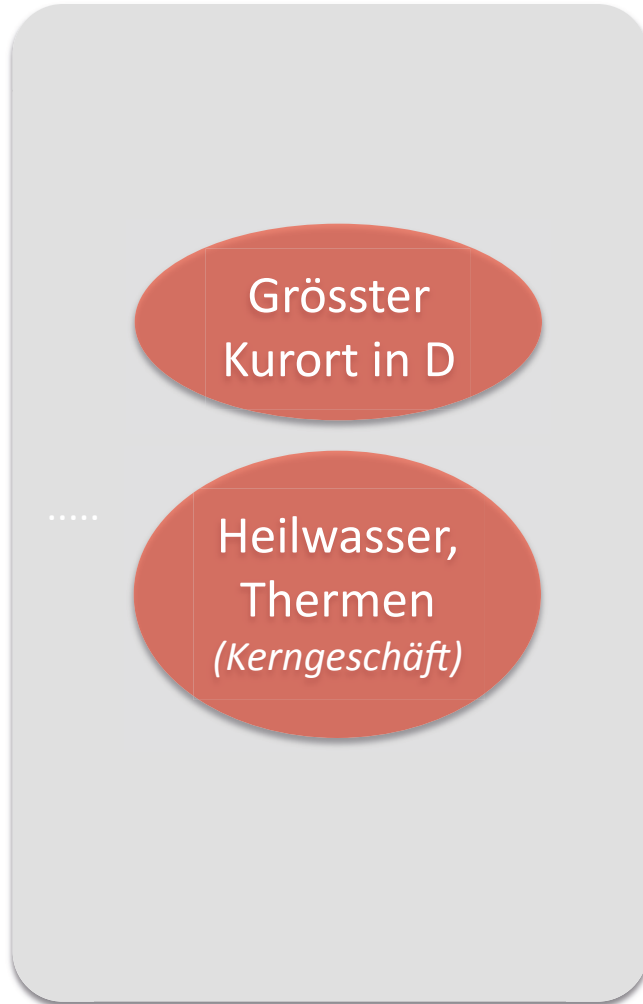 Grösster
Kurort in D
.....
Heilwasser,
Thermen
(Kerngeschäft)